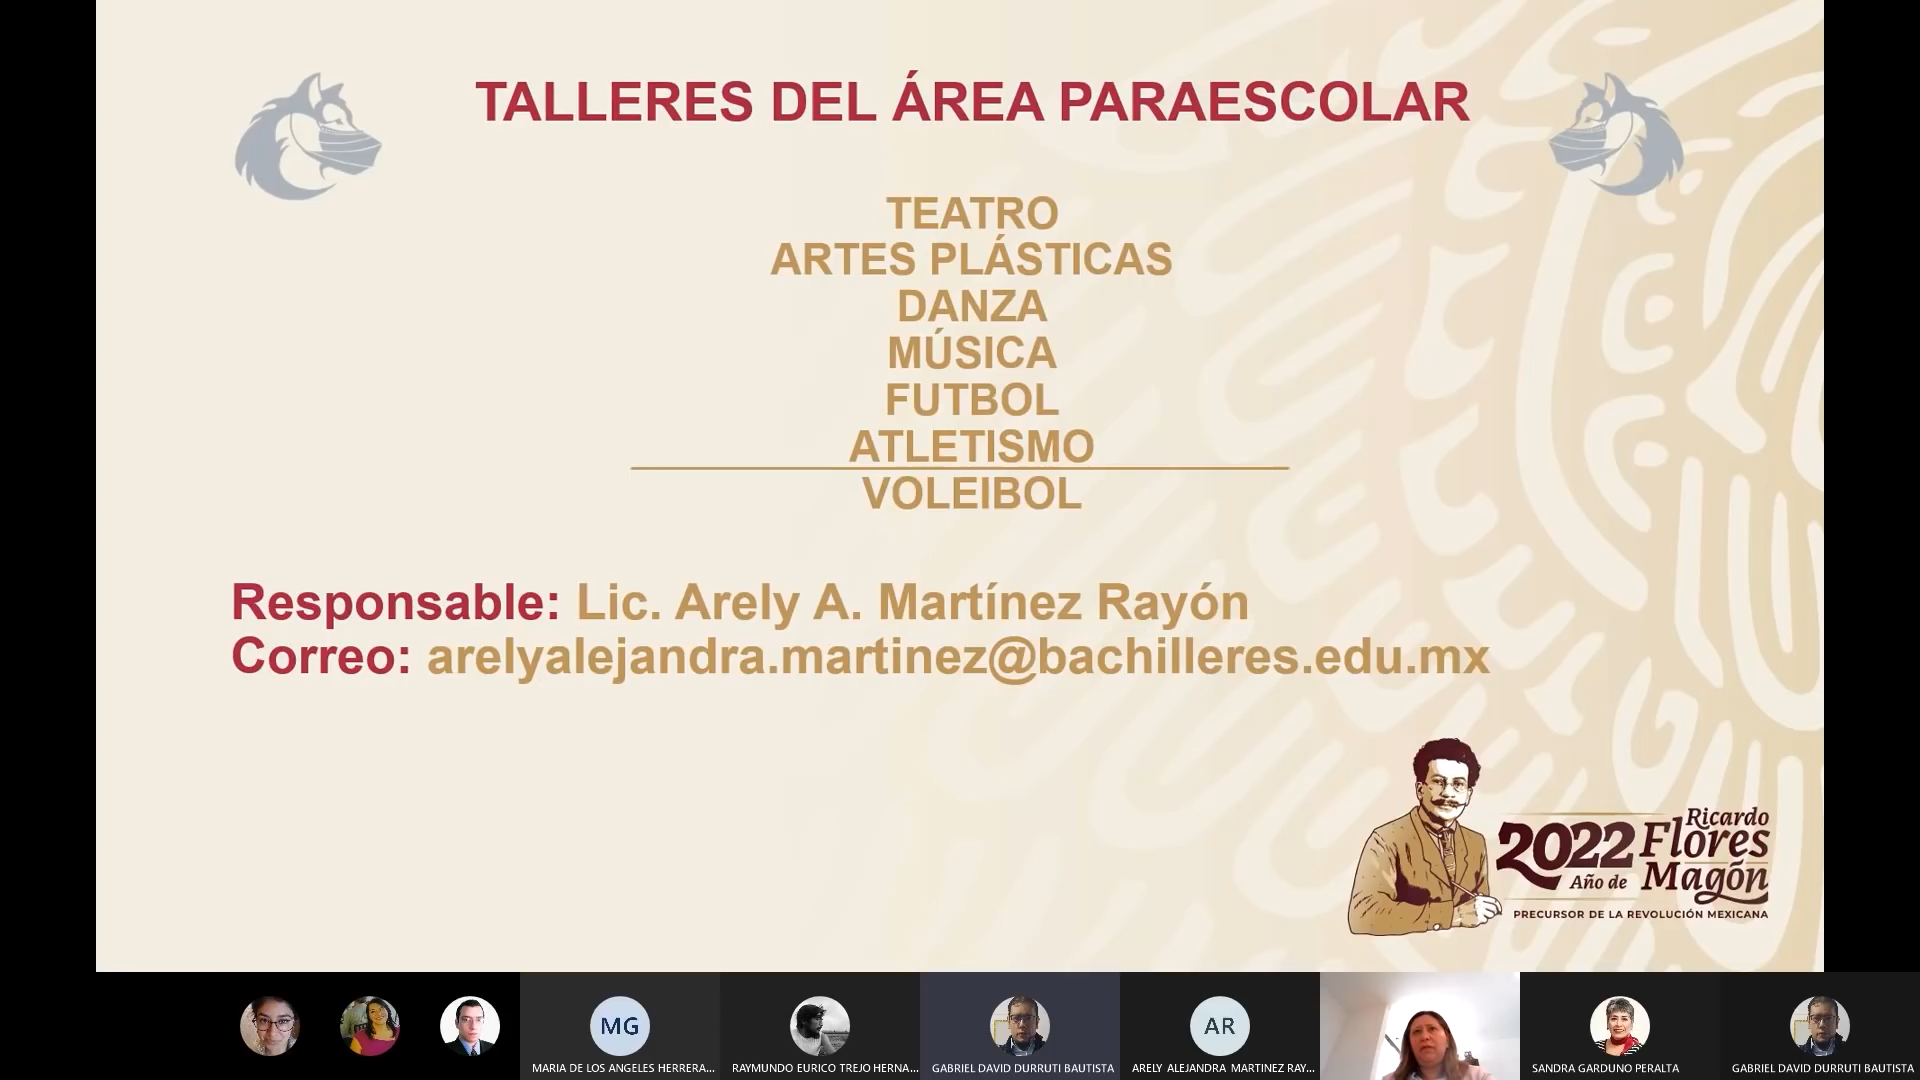 TALLERES DEL ÁREA PARAESCOLAR
TEATRO
ARTES PLÁSTICAS
DANZA
MÚSICA
FUTBOL
ATLETISMO
VOLEIBOL
Responsable: Lic. Arely A. Martínez Rayón
Correo: arelyalejandra.martinez@bachilleres.edu.mx
2022 Año de
Ricardo
Flores
Magón
PRECURSOR DE LA REVOLUCIÓN MEXICANA
MG
AR
MARIA DE LOS ANGELES HERRERA...
RAYMUNDO EURICO TREJO HERNA...
GABRIEL DAVID DURRUTI BAUTISTA
ARELY ALEJANDRA MARTINEZ RAY...
SANDRA GARDUNO PERALTA
GABRIEL DAVID DURRUTI BAUTISTA